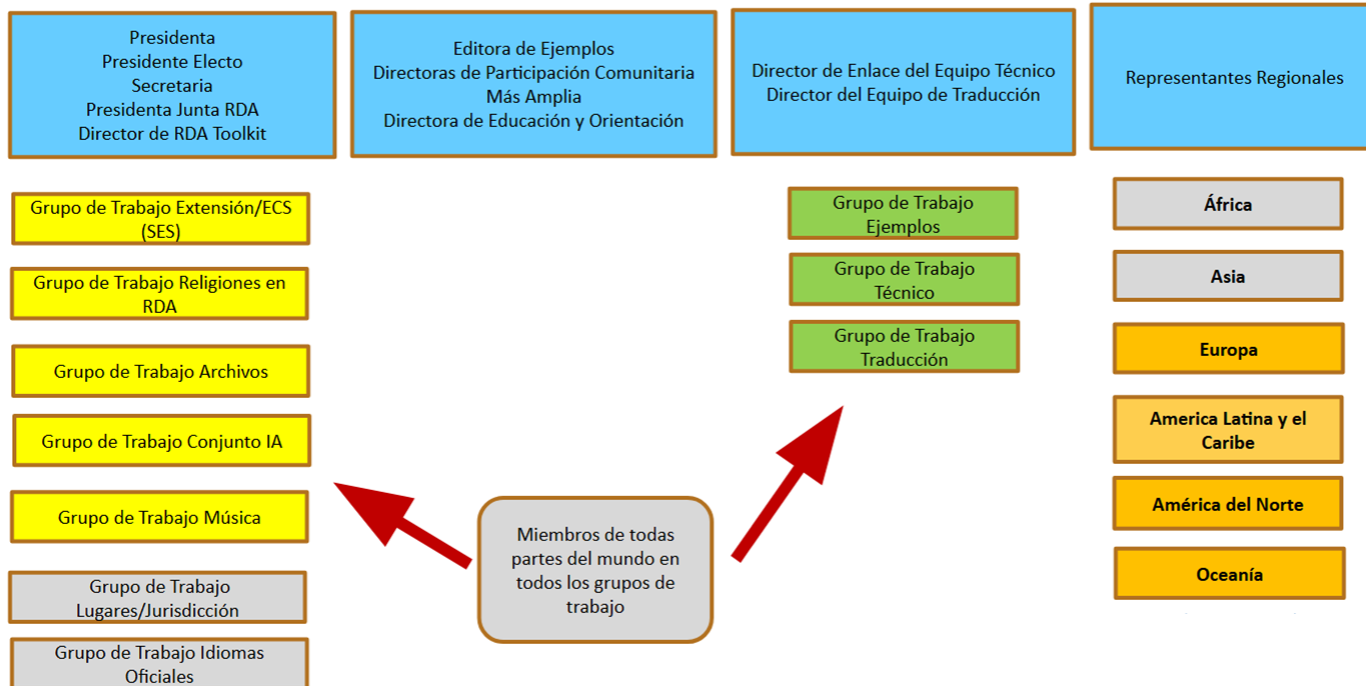 Presidenta
Presidente Electo
Secretaria
Presidenta Junta RDA
Director de RDA Toolkit
Editora de Ejemplos
Directoras de Participación Comunitaria
Más Amplia
Directora de Educación y Orientación
Director de Enlace del Equipo Técnico
Director del Equipo de Traducción
Representantes Regionales
Grupo de Trabajo Extensión/ECS
(SES)
Grupo de Trabajo Religiones en
RDA
Grupo de Trabajo Archivos
Grupo de Trabajo Conjunto IA
Grupo de Trabajo Música
Grupo de Trabajo
Lugares/Jurisdicción
Grupo de Trabajo Idiomas
Oficiales
Miembros de todas
partes del mundo en
todos los grupos de
trabajo
Grupo de Trabajo
Ejemplos
Grupo de Trabajo
Técnico
Grupo de Trabajo
Traducción
África
Asia
Europa
America Latina y el
Caribe
América del Norte
Oceanía